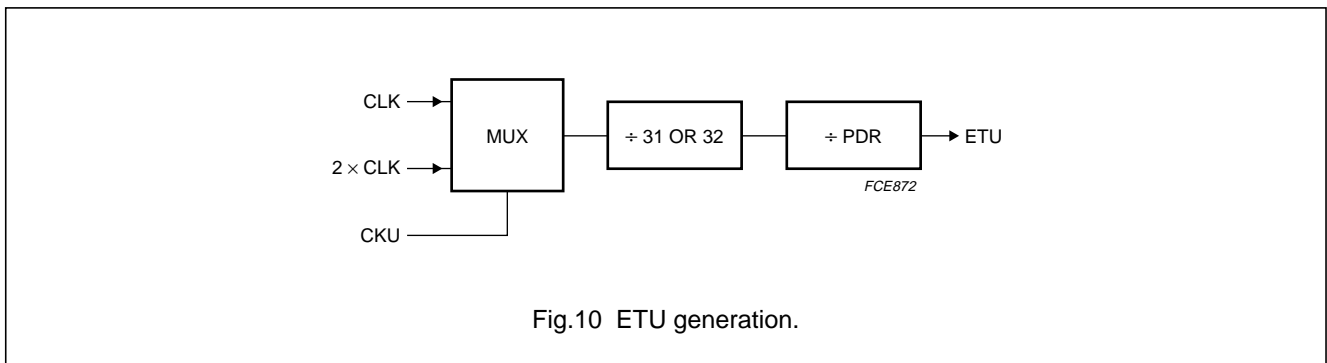 CLK
MUX
÷ 31 OR 32
÷ PDR
ETU
2 × CLK
FCE872
CKU
Fig.10 ETU generation.